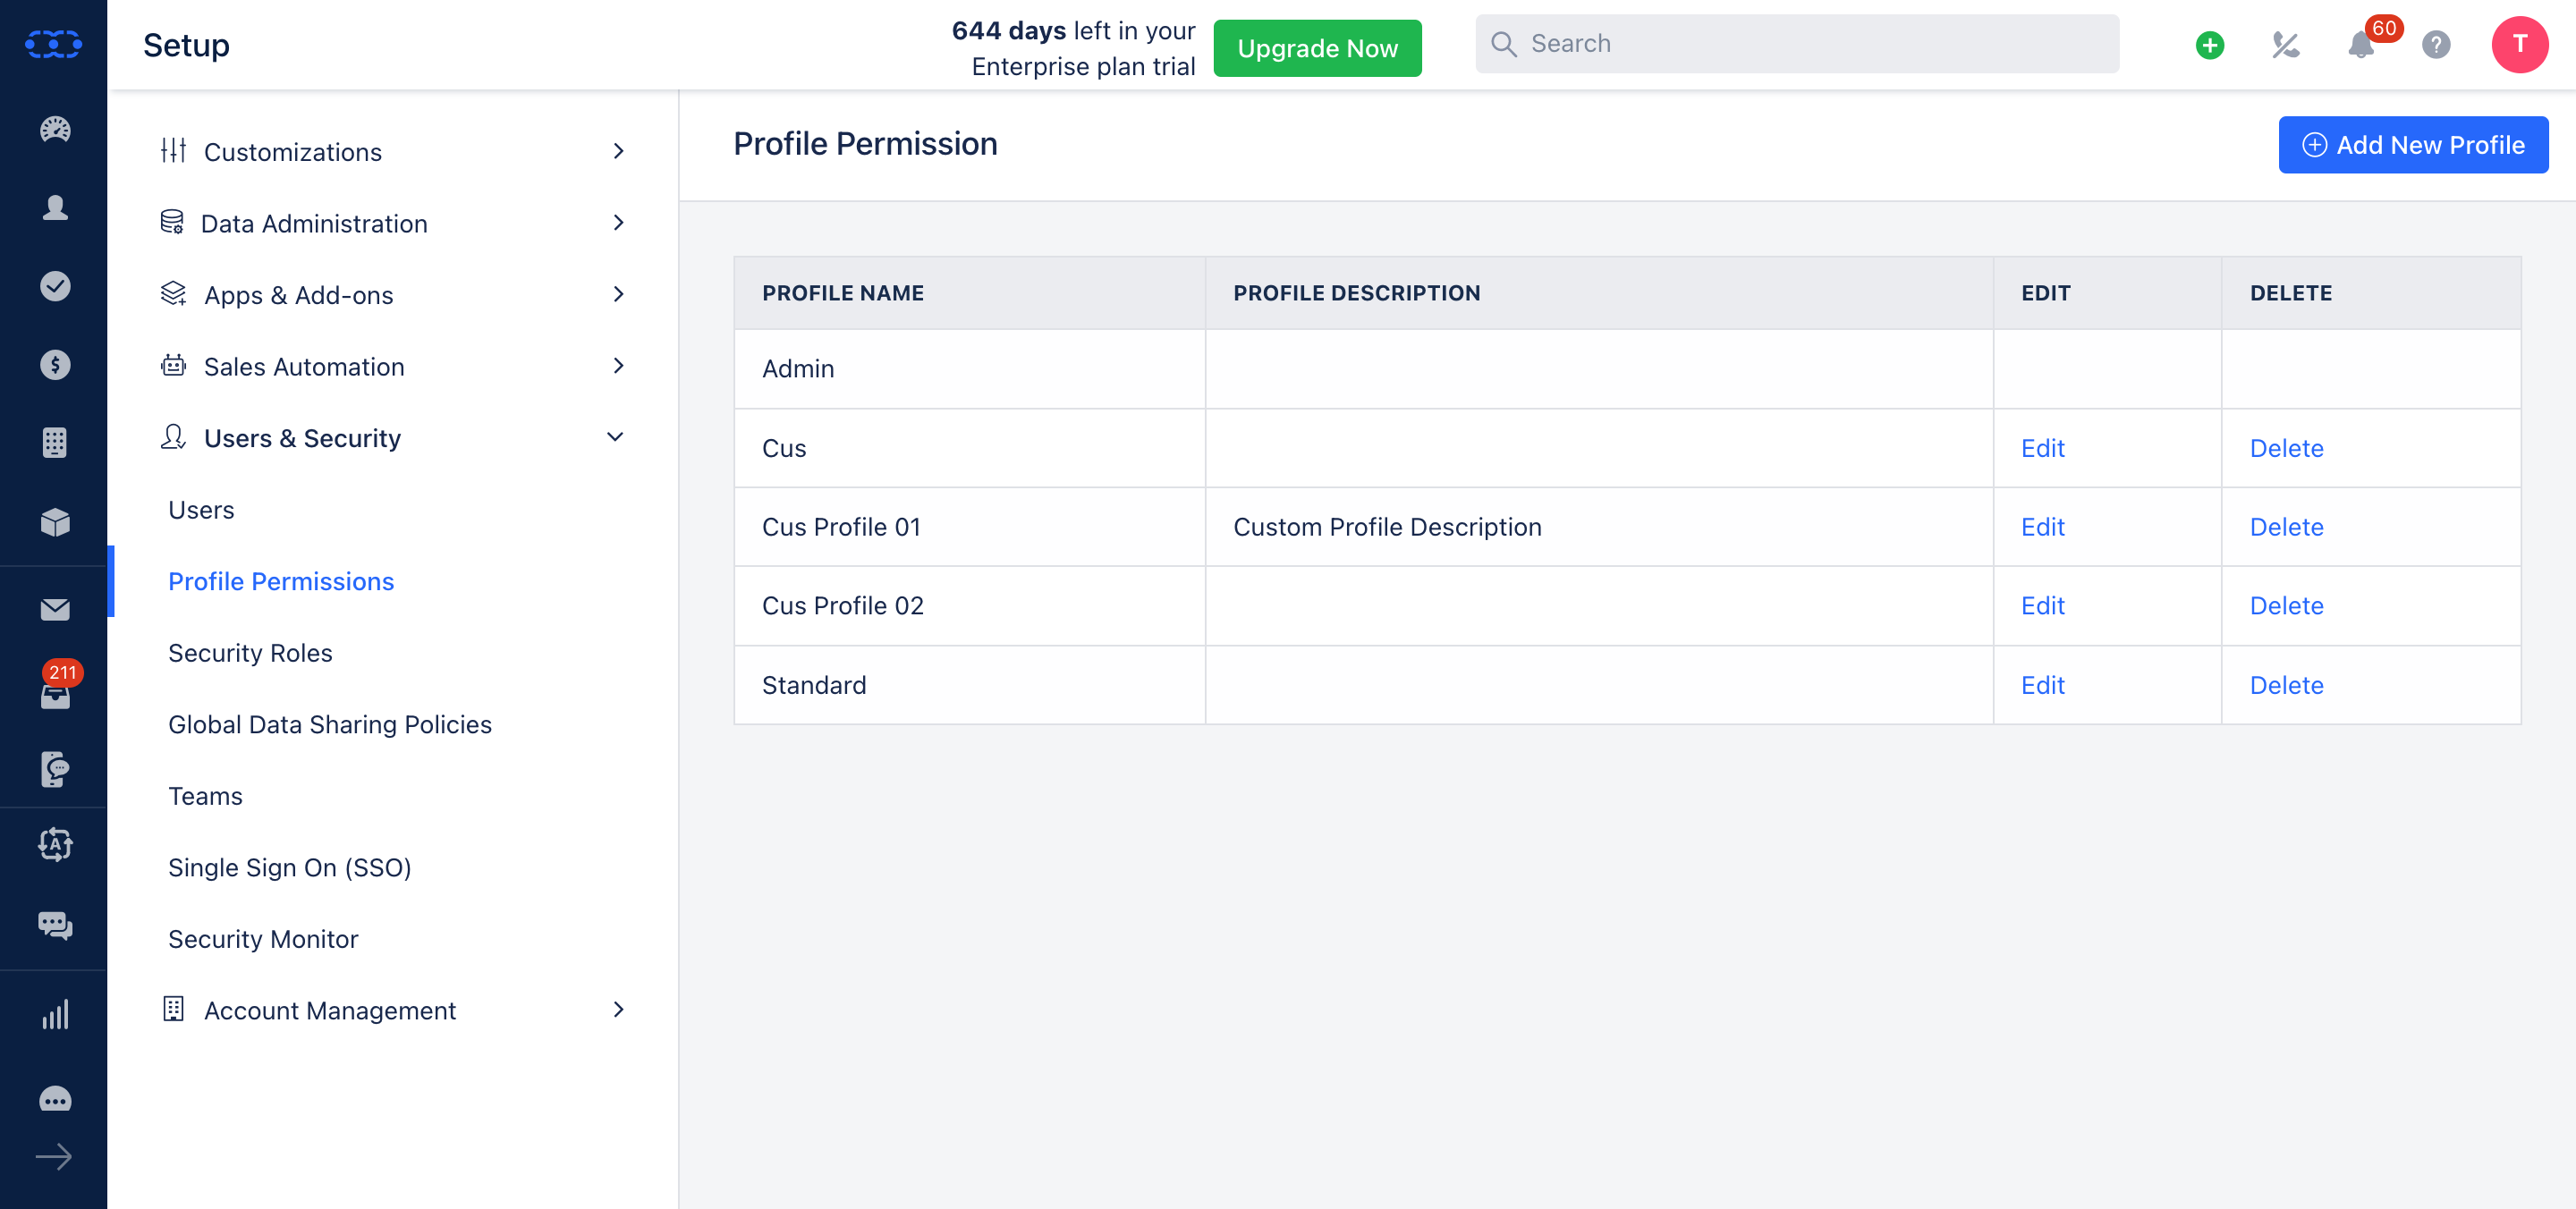 Setup
644 days left in your
Enterprise plan trial
Upgrade Now
Search
60
?
T
Customizations
Data Administration
Apps & Add-ons
Sales Automation
Users & Security
Users
Profile Permissions
Security Roles
Global Data Sharing Policies
Teams
Single Sign On (SSO)
Security Monitor
Account Management
$
211
A
Profile Permission
Add New Profile
PROFILE NAME PROFILE DESCRIPTION EDIT DELETE
Admin
Cus Edit Delete
Cus Profile 01 Custom Profile Description Edit Delete
Cus Profile 02 Edit Delete
Standard Edit Delete